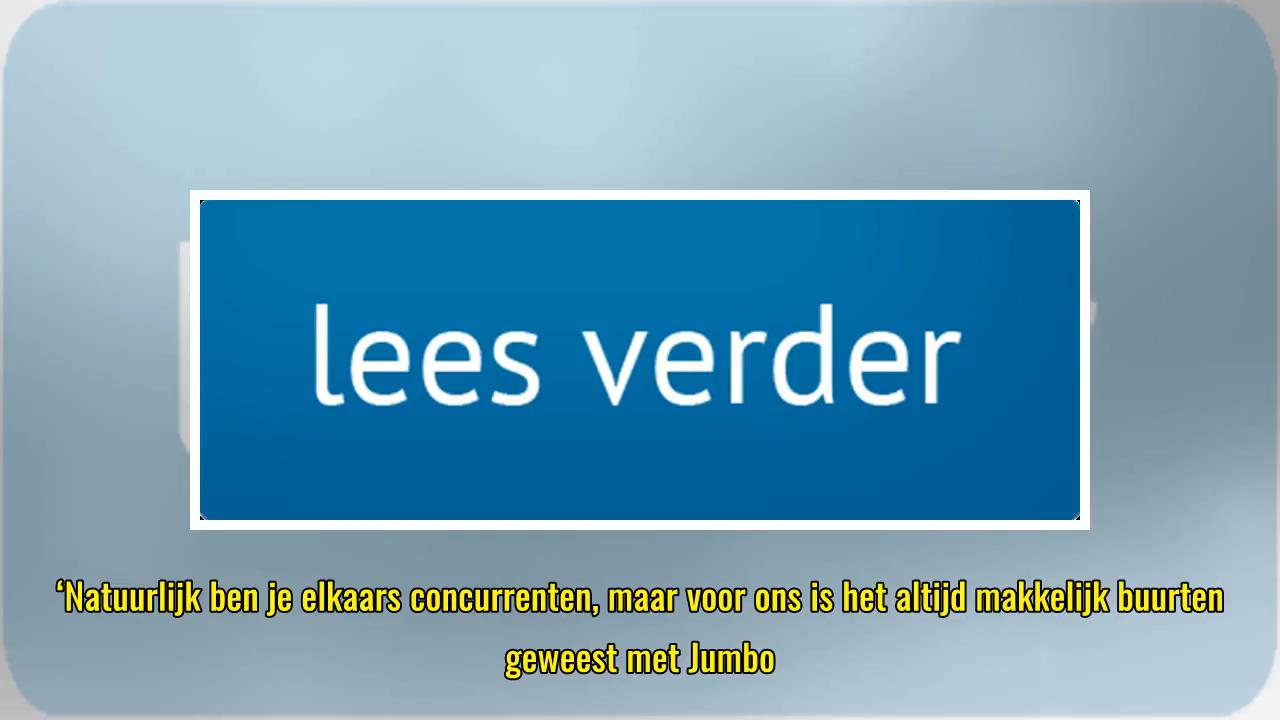 lees verder
‘Natuurlijk ben je elkaars concurrenten, maar voor ons is het altijd makkelijk buurten
geweest met Jumbo